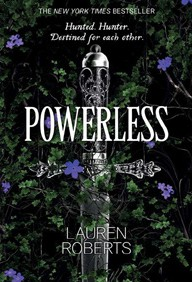 THE NEW YORK TIMES BESTSELLER
Hunted. Hunter.
Destined for each other.
POWERLESS
LAUREN
ROBERTS